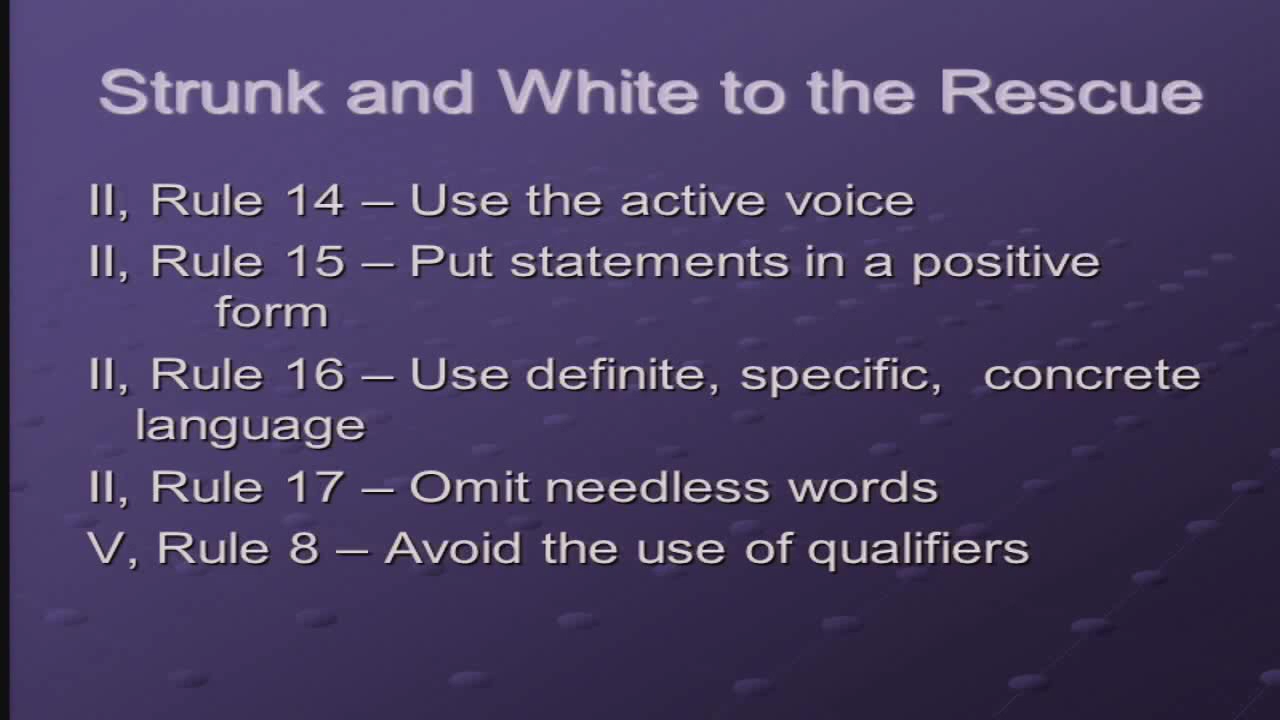 Strunk and White to the Rescue
II, Rule 14 – Use the active voice
II, Rule 15 – Put statements in a positive
form
II, Rule 16 – Use definite, specific, concrete
language
II, Rule 17 – Omit needless words
V, Rule 8 – Avoid the use of qualifiers